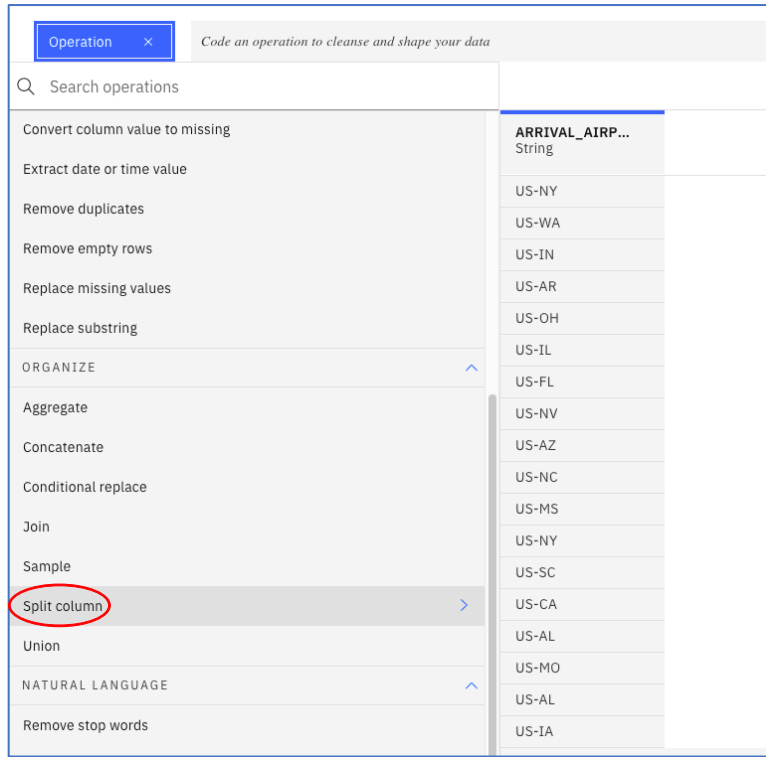 Operation ×
Code an operation to cleanse and shape your data
Search operations
Convert column value to missing
Extract date or time value
Remove duplicates
Remove empty rows
Replace missing values
Replace substring
ORGANIZE
Aggregate
Concatenate
Conditional replace
Join
Sample
Split column
Union
NATURAL LANGUAGE
Remove stop words
ARRIVAL_AIRP...
String
US-NY
US-WA
US-IN
US-AR
US-OH
US-IL
US-FL
US-NV
US-AZ
US-NC
US-MS
US-NY
US-SC
US-CA
US-AL
US-MO
US-AL
US-IA